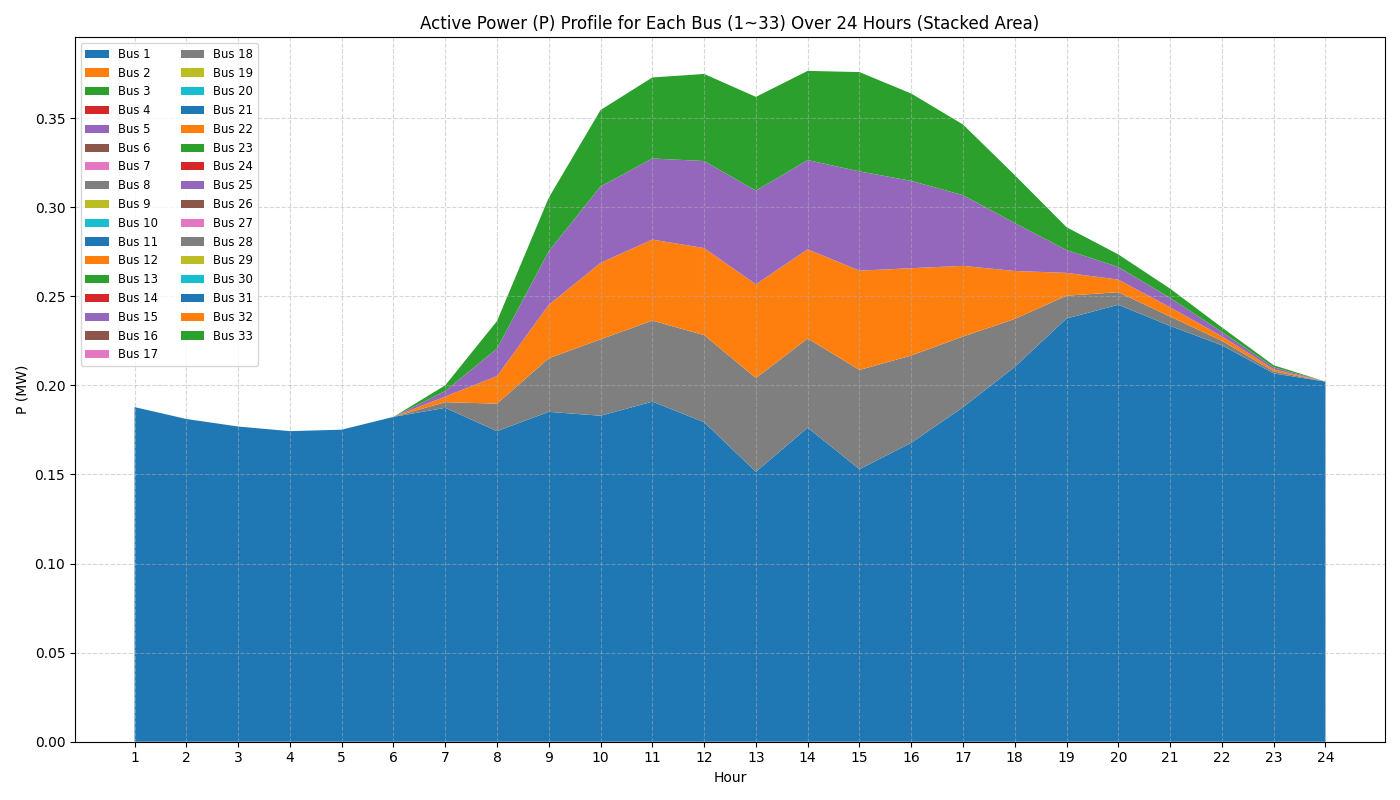 Active Power (P) Profile for Each Bus (1~33) Over 24 Hours (Stacked Area)
Bus 1
Bus 2
Bus 3
Bus 4
Bus 5
Bus 6
Bus 7
Bus 8
Bus 9
Bus 10
Bus 11
Bus 12
Bus 13
Bus 14
Bus 15
Bus 16
Bus 17
Bus 18
Bus 19
Bus 20
Bus 21
Bus 22
Bus 23
Bus 24
Bus 25
Bus 26
Bus 27
Bus 28
Bus 29
Bus 30
Bus 31
Bus 32
Bus 33
P (MW)
0.35
0.30
0.25
0.20
0.15
0.10
0.05
0.00
1 2 3 4 5 6 7 8 9 10 11 12 13 14 15 16 17 18 19 20 21 22 23 24
Hour